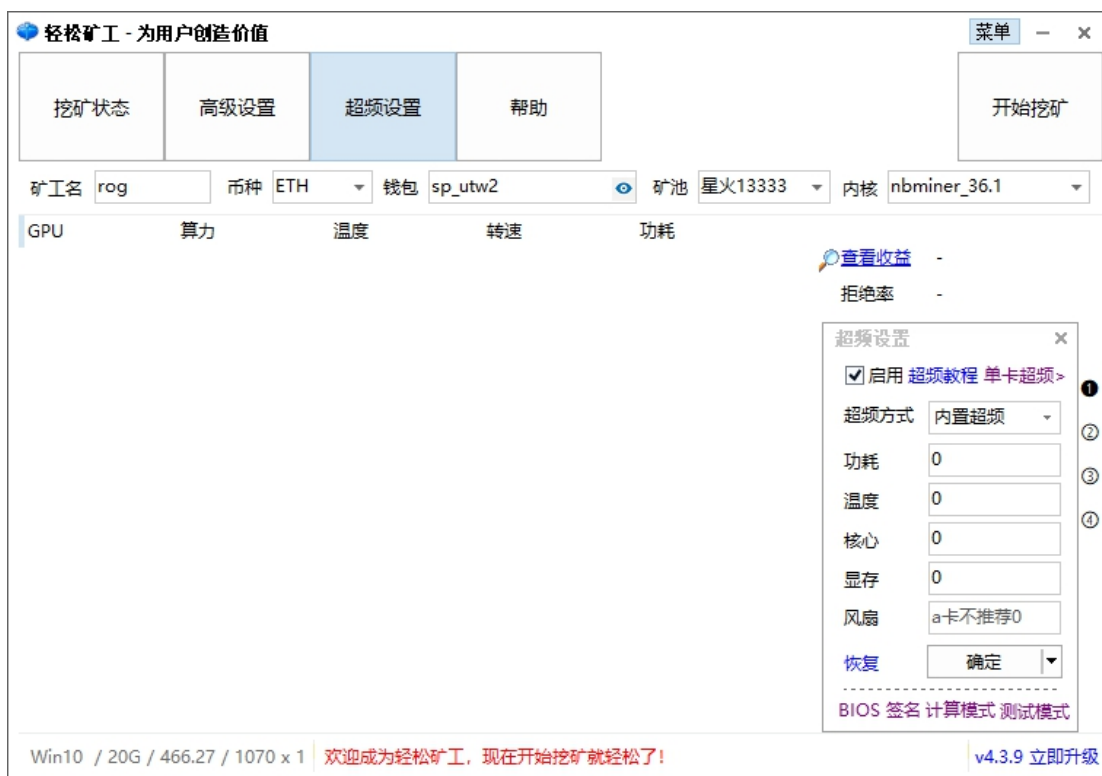 轻松矿工 - 为用户创造价值 菜单
挖矿状态 高级设置 超频设置 帮助 开始挖矿
矿工名 rog 币种 ETH 钱包 sp_utw2 矿池 星火13333 内核 nbminer_36.1
GPU 算力 温度 转速 功耗
查看收益 -
拒绝率 -
超频设置
启用 超频教程 单卡超频>
❶
超频方式 内置超频
②
功耗 0
③
温度 0
④
核心 0
显存 0
风扇 a卡不推荐0
恢复 确定
BIOS 签名 计算模式 测试模式
Win10 / 20G / 466.27 / 1070 x 1 欢迎成为轻松矿工，现在开始挖矿就轻松了! v4.3.9 立即升级